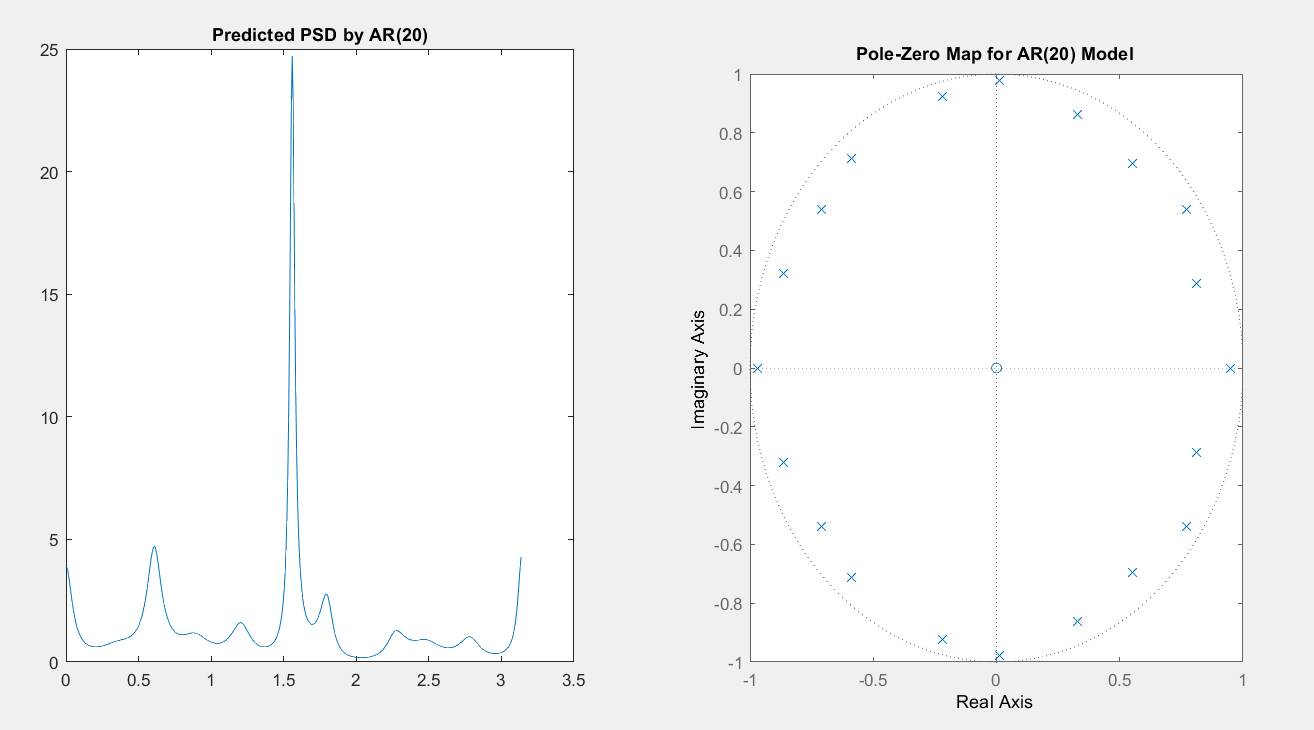 Predicted PSD by AR(20)
25
20
15
10
5
0
0 0.5 1 1.5 2 2.5 3 3.5
Pole-Zero Map for AR(20) Model
1
0.8
0.6
0.4
0.2
0
-0.2
-0.4
-0.6
-0.8
-1
Imaginary Axis
-1 -0.5 0 0.5 1
Real Axis